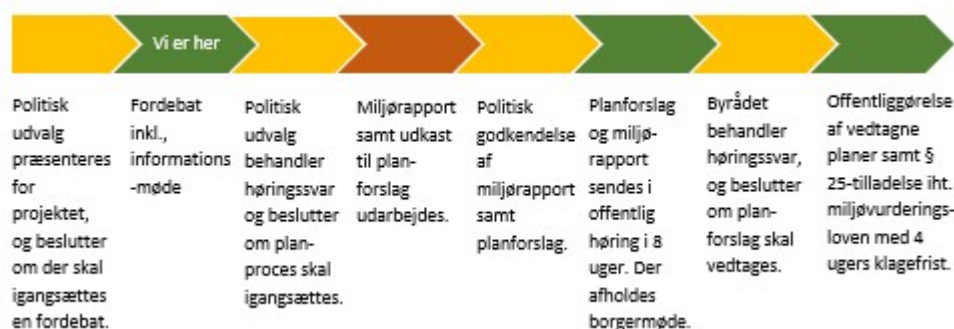 Vi er her
Politisk
udvalg
præsenteres
for
projektet,
og beslutter
om der skal
igangsættes
en fordebat.
Fordebat
inkl.,
informations
-møde
Politisk
udvalg
behandler
høringssvar
og beslutter
om plan-
proces skal
igangsættes.
Miljørapport
samt udkast
til plan-
forslag
udarbejdes.
Politisk
godkendelse
af
miljørapport
samt
planforslag.
Planforslag
og miljø-
rapport
sendes i
offentlig
høring i 8
uger. Der
afholdes
borgermøde.
Byrådet
behandler
høringssvar,
og beslutter
om plan-
forslag skal
vedtages.
Offentliggørelse
af vedtagne
planer samt §
25-tilladelse iht.
miljøvurderings-
loven med 4
ugers klagefrist.